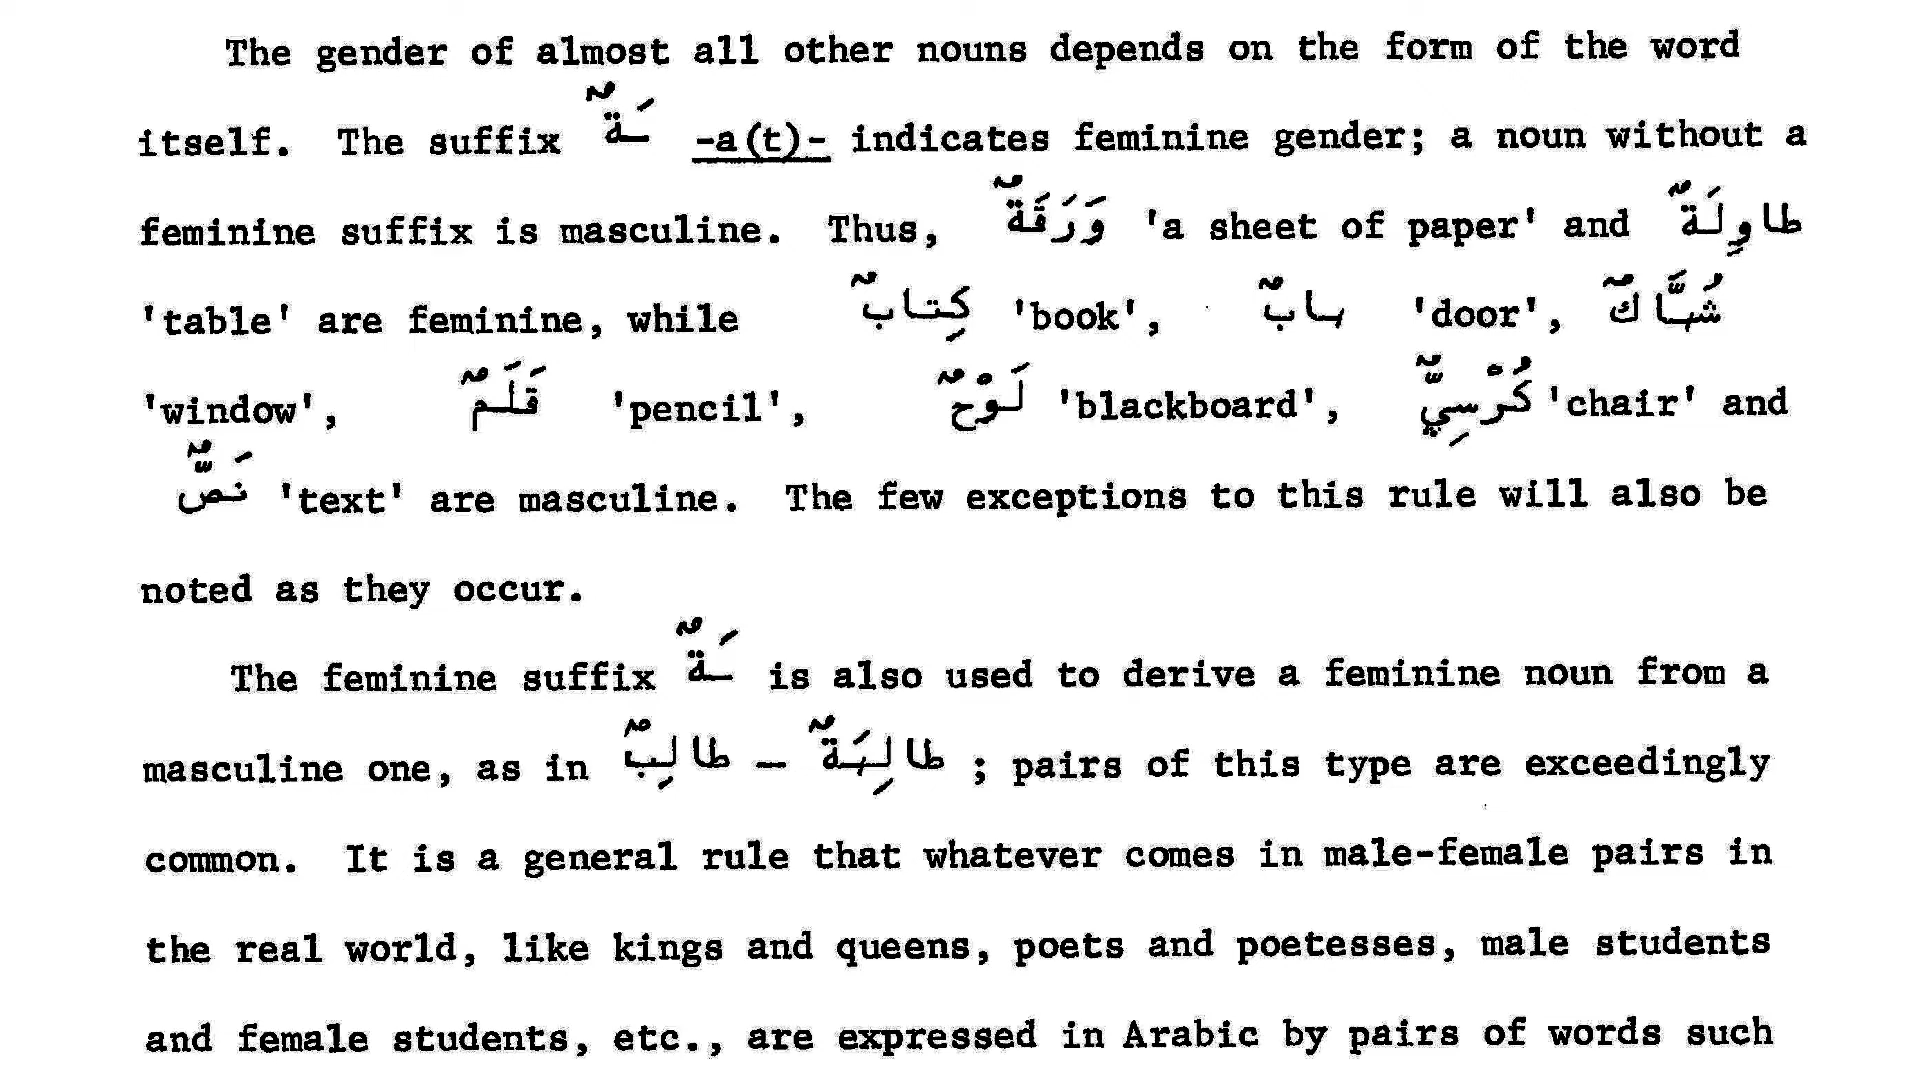 The gender of almost all other nouns depends on the form of the word
itself. The suffix ـَةٌ -a(t)- indicates feminine gender; a noun without a
feminine suffix is masculine. Thus, وَرَقَةٌ 'a sheet of paper' and طاوِلَةٌ
'table' are feminine, while كِتابٌ 'book', بابٌ 'door', شُبَّاكٌ
'window', قَلَمٌ 'pencil', لَوْحٌ 'blackboard', كُرْسِيٌّ 'chair' and
نَصٌّ 'text' are masculine. The few exceptions to this rule will also be
noted as they occur.
The feminine suffix ـَةٌ is also used to derive a feminine noun from a
masculine one, as in طالِبٌ – طالِبَةٌ ; pairs of this type are exceedingly
common. It is a general rule that whatever comes in male-female pairs in
the real world, like kings and queens, poets and poetesses, male students
and female students, etc., are expressed in Arabic by pairs of words such